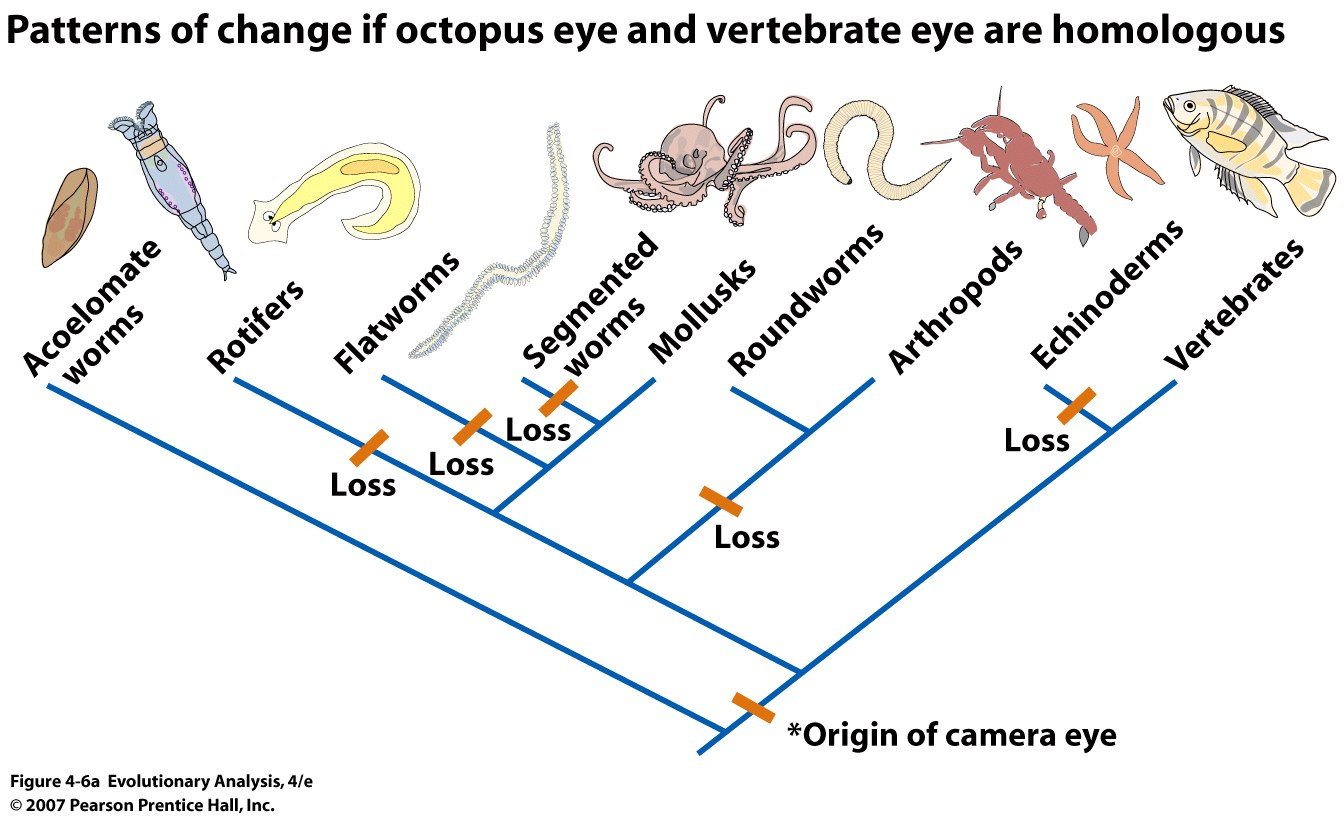 Patterns of change if octopus eye and vertebrate eye are homologous
Acoelomate
worms
Rotifers
Flatworms
Segmented
worms
Mollusks
Roundworms
Arthropods
Echinoderms
Vertebrates
Loss
Loss
Loss
Loss
Loss
*Origin of camera eye
Figure 4-6a Evolutionary Analysis, 4/e
© 2007 Pearson Prentice Hall, Inc.